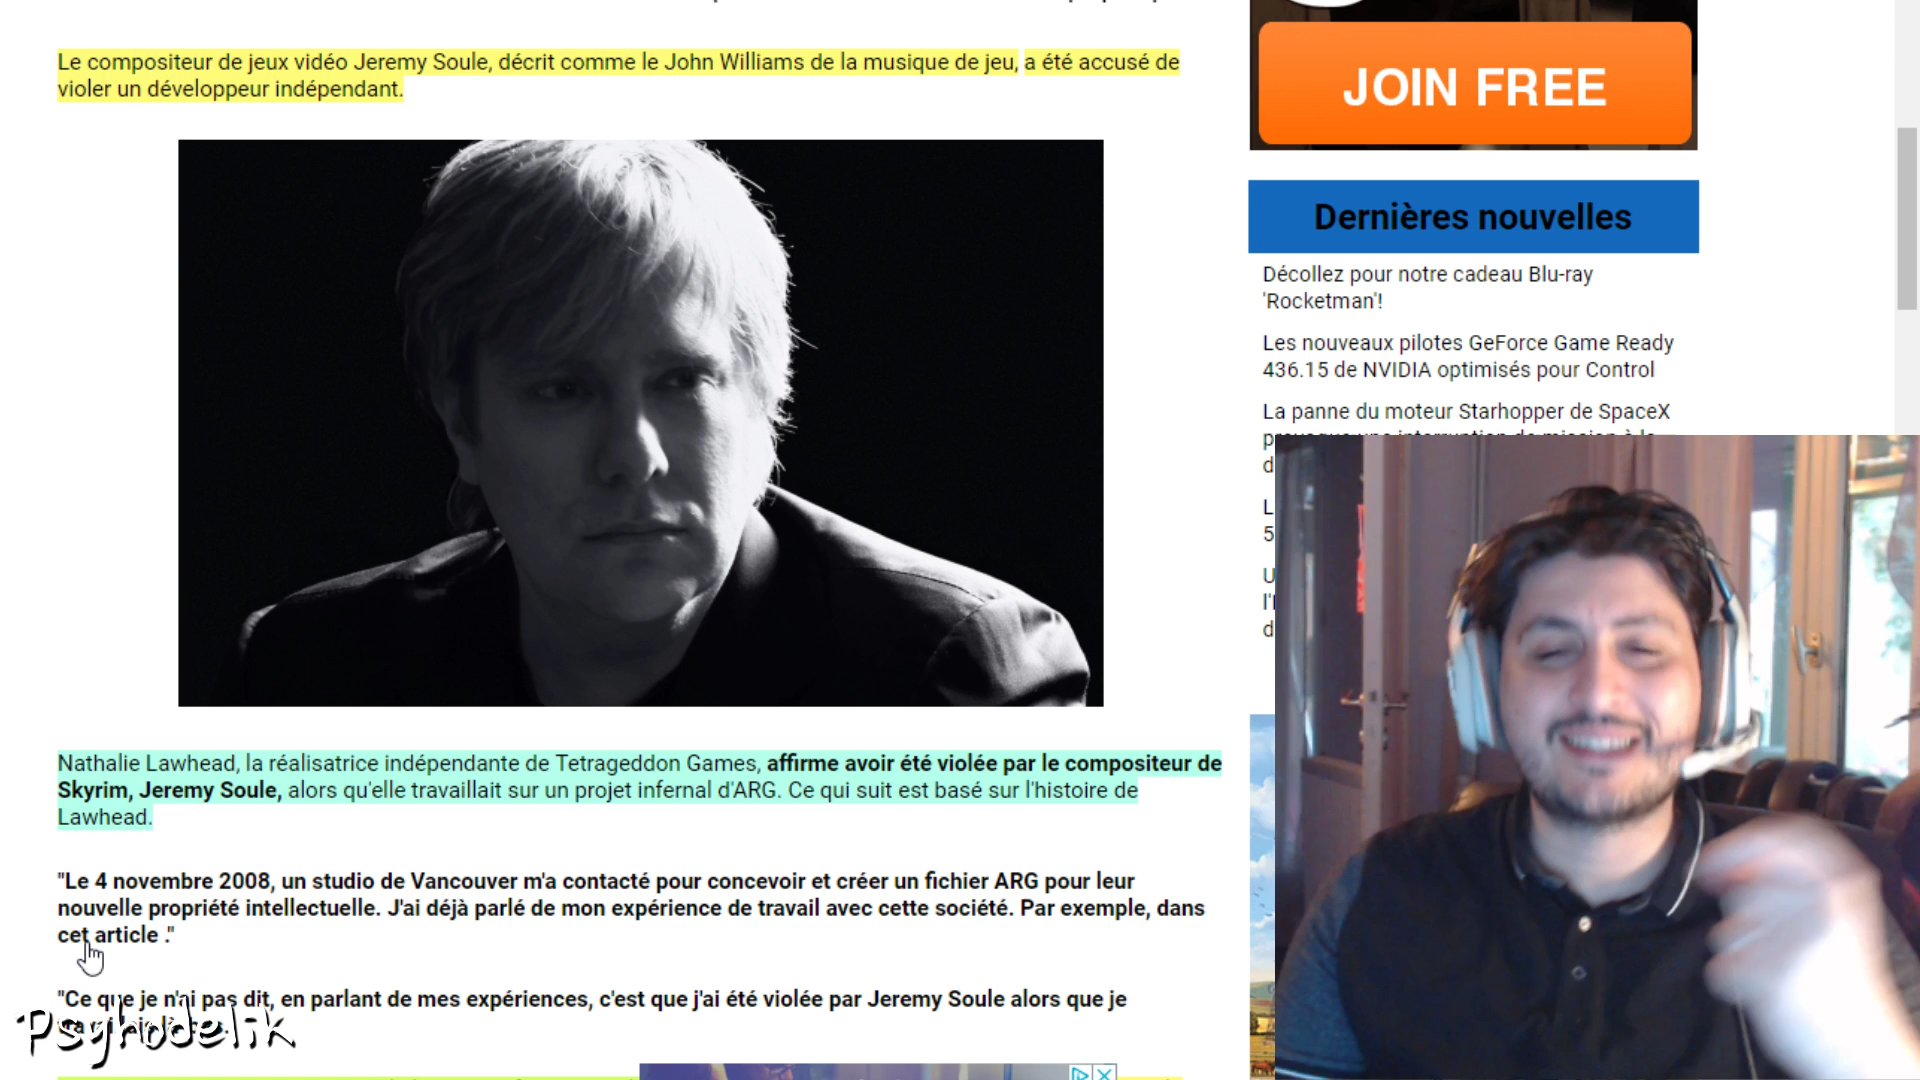 Le compositeur de jeux vidéo Jeremy Soule, décrit comme le John Williams de la musique de jeu, a été accusé de
violer un développeur indépendant.
JOIN FREE
Dernières nouvelles
Décollez pour notre cadeau Blu-ray
'Rocketman'!
Les nouveaux pilotes GeForce Game Ready
436.15 de NVIDIA optimisés pour Control
La panne du moteur Starhopper de SpaceX
Nathalie Lawhead, la réalisatrice indépendante de Tetrageddon Games, affirme avoir été violée par le compositeur de
Skyrim, Jeremy Soule, alors qu'elle travaillait sur un projet infernal d'ARG. Ce qui suit est basé sur l'histoire de
Lawhead.
"Le 4 novembre 2008, un studio de Vancouver m'a contacté pour concevoir et créer un fichier ARG pour leur
nouvelle propriété intellectuelle. J'ai déjà parlé de mon expérience de travail avec cette société. Par exemple, dans
cet article ."
"Ce que je n'ai pas dit, en parlant de mes expériences, c'est que j'ai été violée par Jeremy Soule alors que je
Psyhodelik